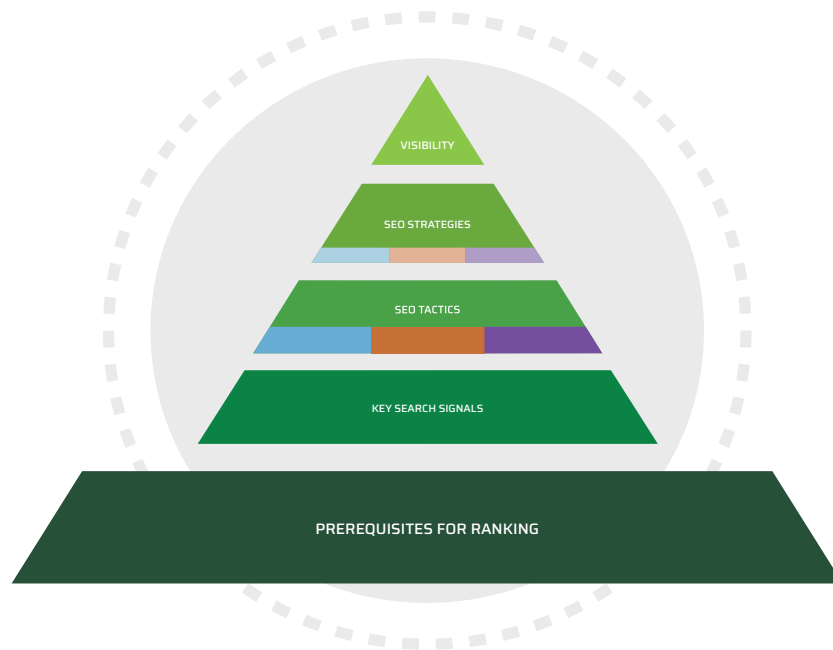 VISIBILITY
SEO STRATEGIES
SEO TACTICS
KEY SEARCH SIGNALS
PREREQUISITES FOR RANKING